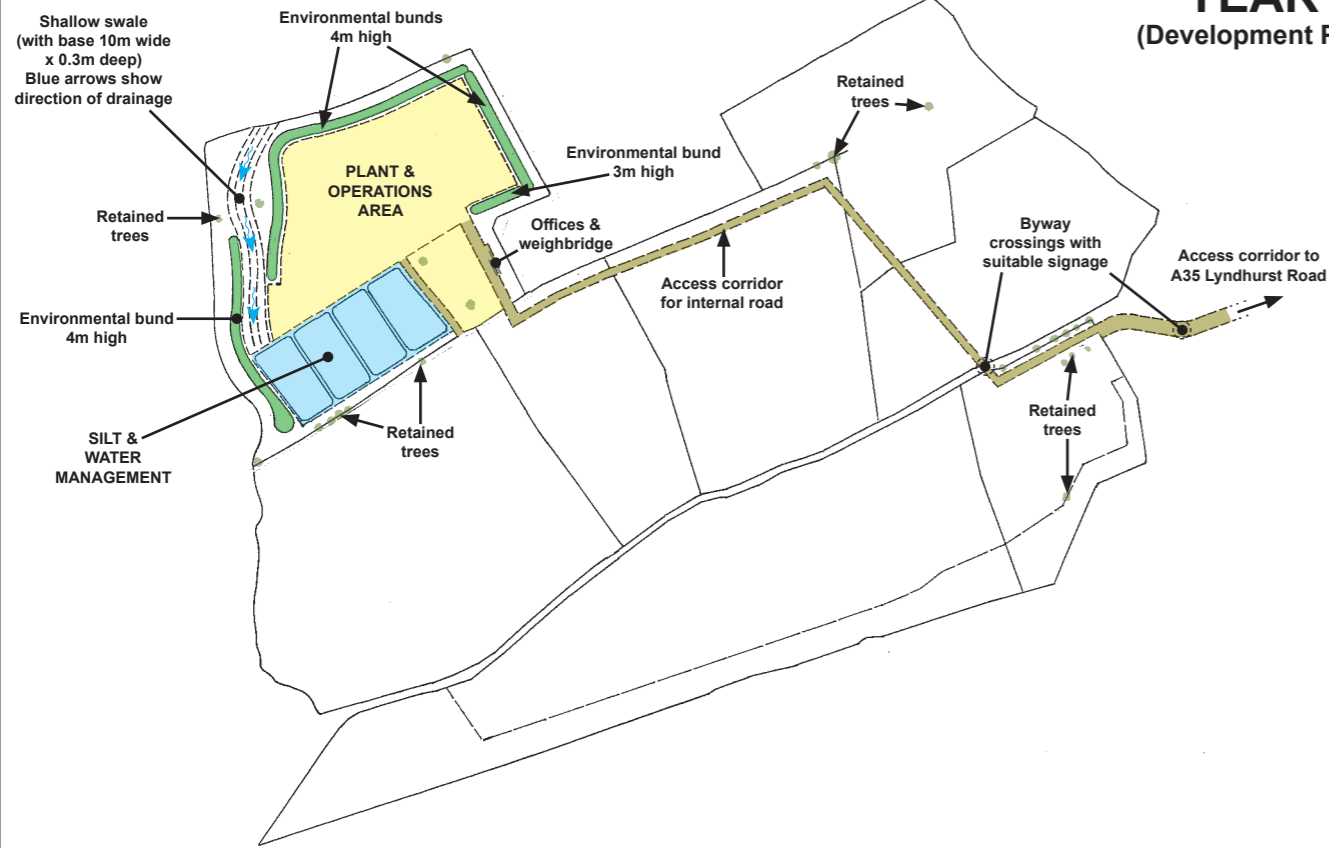 YEAR
(Development P
Shallow swale
(with base 10m wide
x 0.3m deep)
Blue arrows show
direction of drainage
Environmental bunds
4m high
Retained
trees
PLANT &
OPERATIONS
AREA
Environmental bund
3m high
Retained
trees
Offices &
weighbridge
Byway
crossings with
suitable signage
Access corridor to
A35 Lyndhurst Road
Access corridor
for internal road
Environmental bund
4m high
Retained
trees
Retained
trees
SILT &
WATER
MANAGEMENT